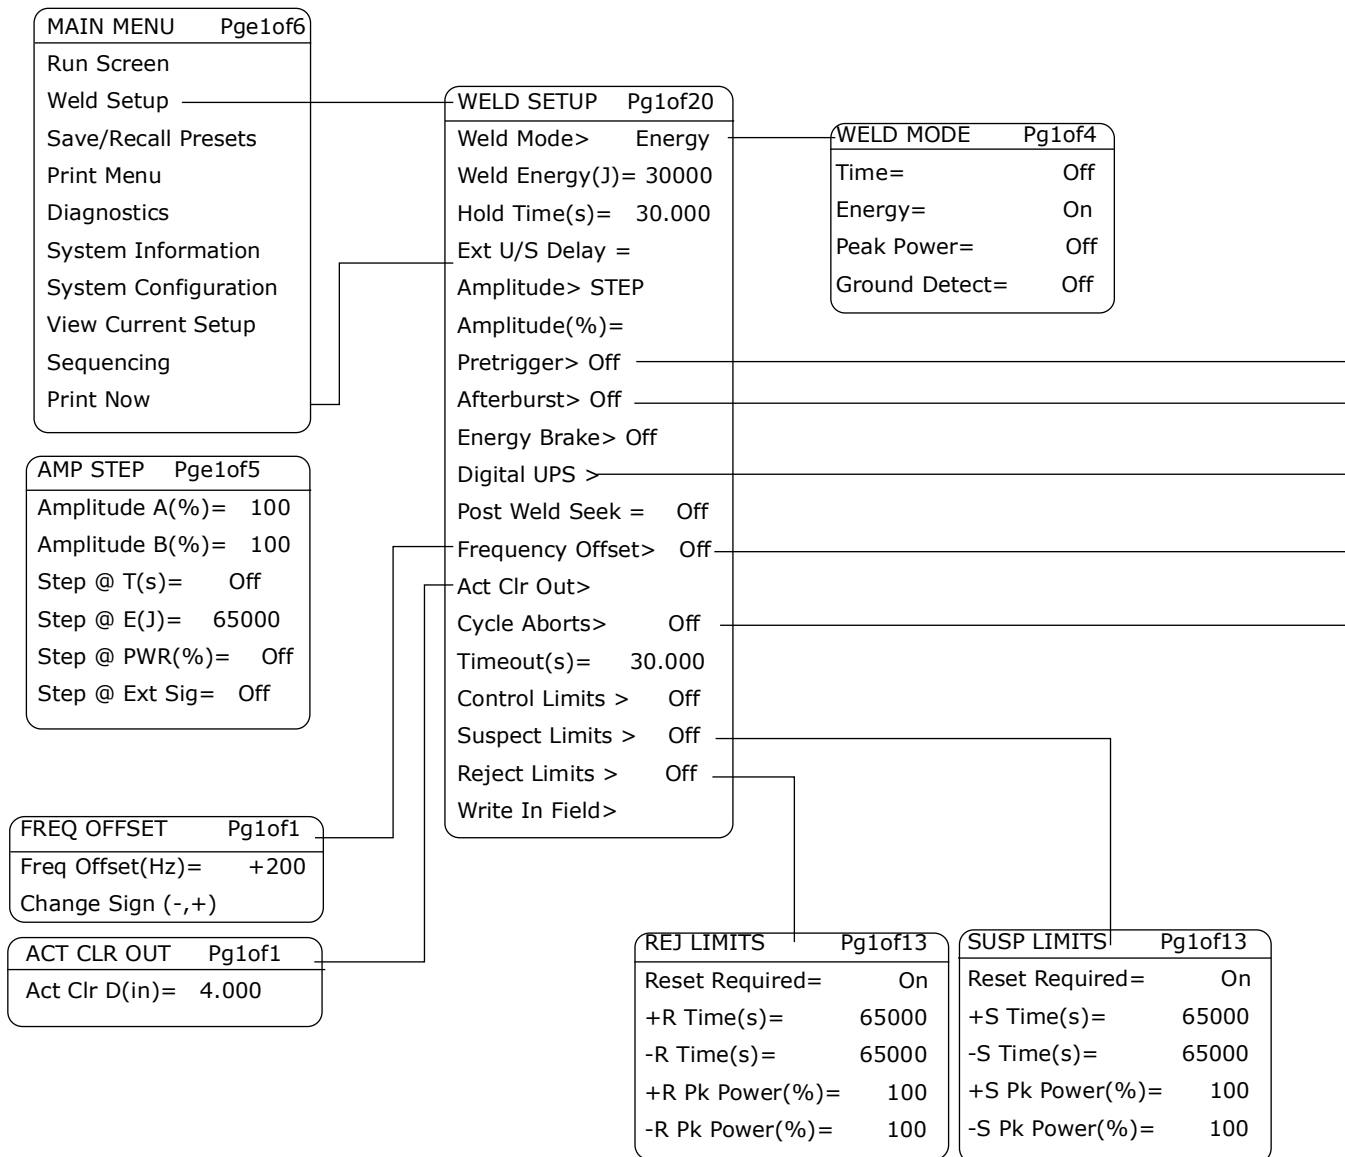 MAIN MENU Pge1of6
Run Screen
Weld Setup
Save/Recall Presets
Print Menu
Diagnostics
System Information
System Configuration
View Current Setup
Sequencing
Print Now
AMP STEP Pge1of5
Amplitude A(%)= 100
Amplitude B(%)= 100
Step @ T(s)= Off
Step @ E(J)= 65000
Step @ PWR(%)= Off
Step @ Ext Sig= Off
FREQ OFFSET Pg1of1
Freq Offset(Hz)= +200
Change Sign (-,+)
ACT CLR OUT Pg1of1
Act Clr D(in)= 4.000
WELD SETUP Pg1of20
Weld Mode> Energy
Weld Energy(J)= 30000
Hold Time(s)= 30.000
Ext U/S Delay =
Amplitude> STEP
Amplitude(%)=
Pretrigger> Off
Afterburst> Off
Energy Brake> Off
Digital UPS >
Post Weld Seek = Off
Frequency Offset> Off
Act Clr Out>
Cycle Aborts> Off
Timeout(s)= 30.000
Control Limits > Off
Suspect Limits > Off
Reject Limits > Off
Write In Field>
WELD MODE Pg1of4
Time= Off
Energy= On
Peak Power= Off
Ground Detect= Off
REJ LIMITS Pg1of13
Reset Required= On
+R Time(s)= 65000
-R Time(s)= 65000
+R Pk Power(%)= 100
-R Pk Power(%)= 100
SUSP LIMITS Pg1of13
Reset Required= On
+S Time(s)= 65000
-S Time(s)= 65000
+S Pk Power(%)= 100
-S Pk Power(%)= 100